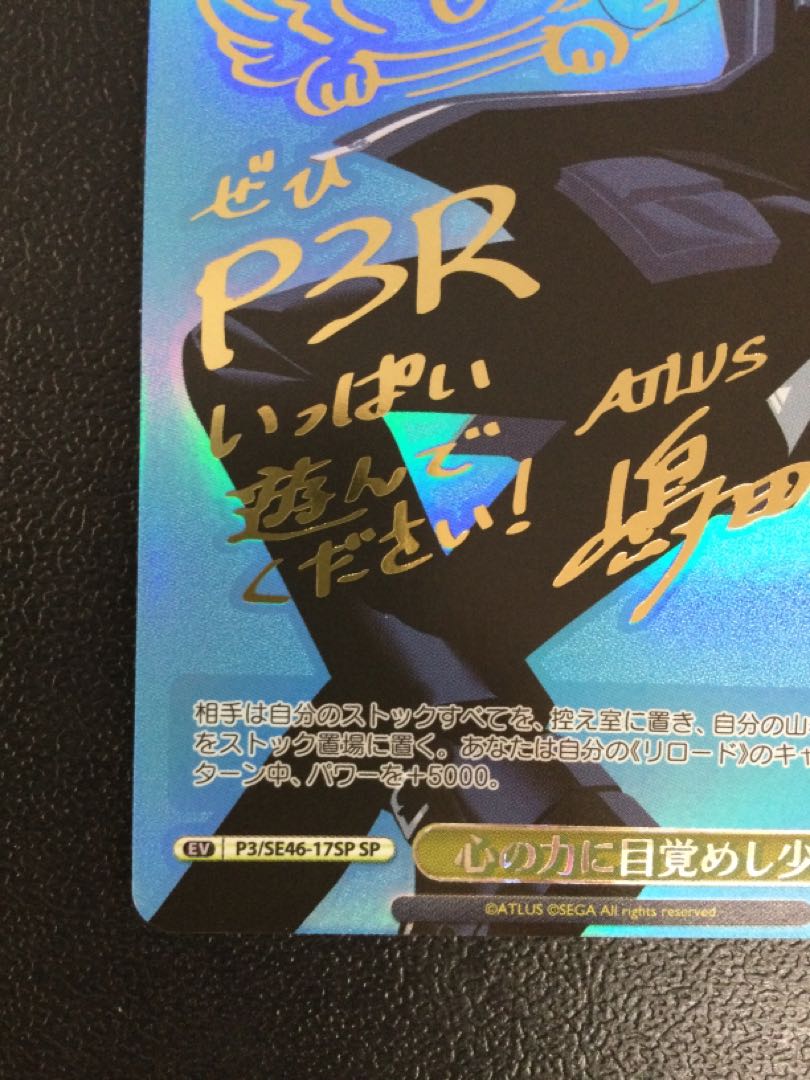 ぜひ
P3R
いっぱい
遊んで
ください!
ATLUS
嶋田
相手は自分のストックすべてを、控え室に置き、自分の山
をストック置場に置く。あなたは自分の《リロード》のキャ
ターン中、パワーを+5000。
EV P3/SE46-17SP SP
心の力に目覚めし少
©ATLUS ©SEGA All rights reserved.